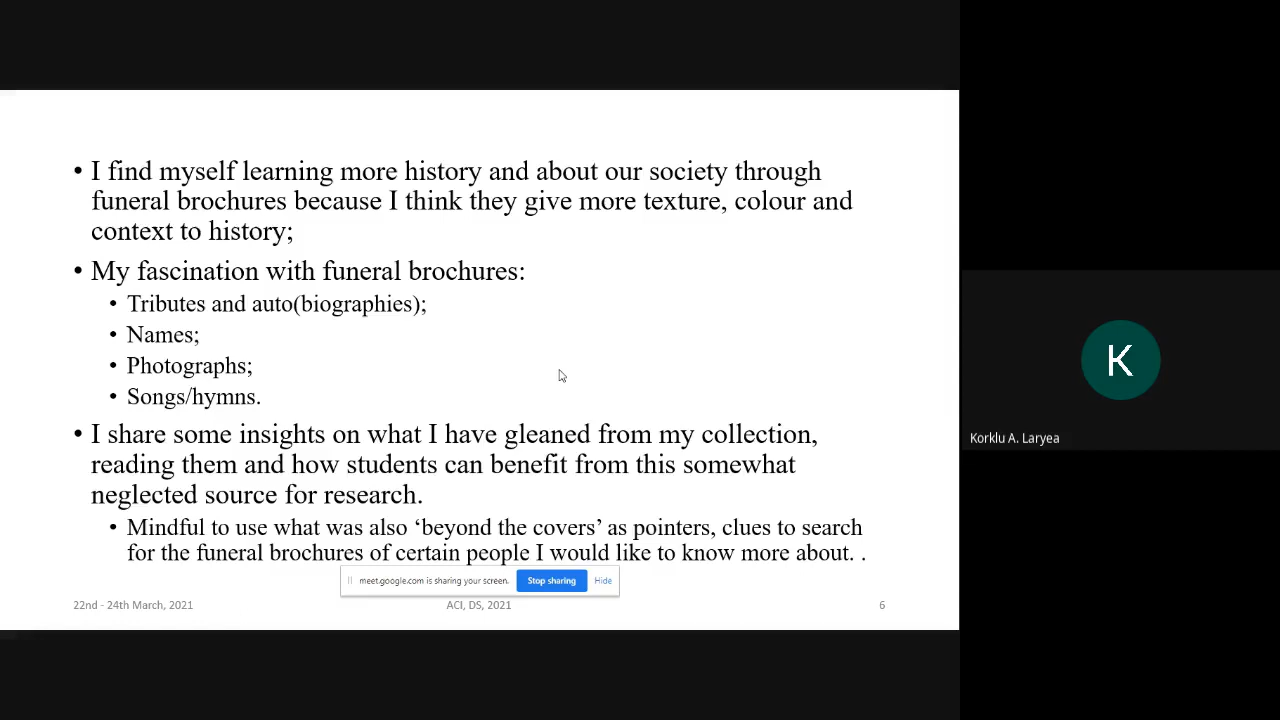 • I find myself learning more history and about our society through
funeral brochures because I think they give more texture, colour and
context to history;
• My fascination with funeral brochures:
• Tributes and auto(biographies);
• Names;
• Photographs;
• Songs/hymns.
• I share some insights on what I have gleaned from my collection,
reading them and how students can benefit from this somewhat
neglected source for research.
• Mindful to use what was also ‘beyond the covers’ as pointers, clues to search
for the funeral brochures of certain people I would like to know more about. .
meet.google.com is sharing your screen. Stop sharing Hide
22nd - 24th March, 2021 ACI, DS, 2021 6
K
Korklu A. Laryea